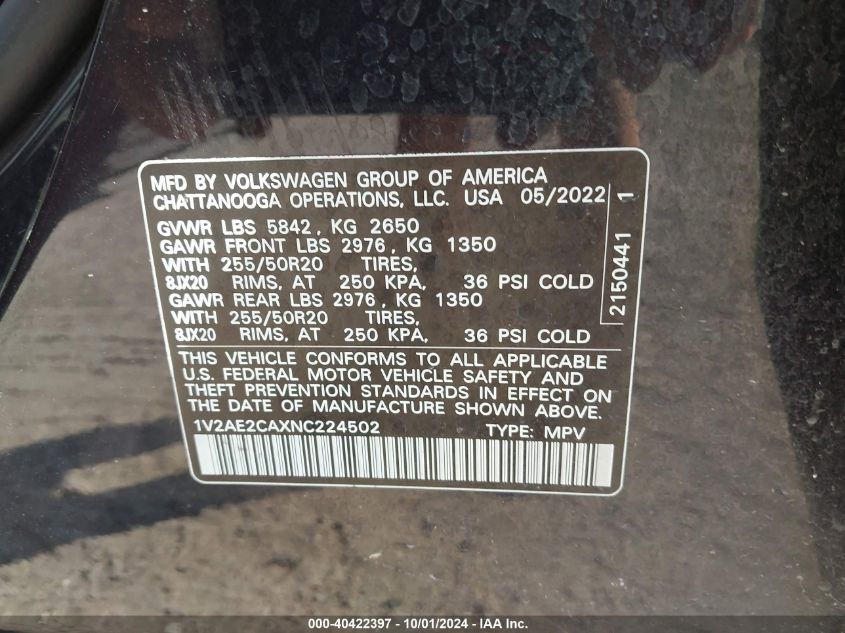 MFD BY VOLKSWAGEN GROUP OF AMERICA
CHATTANOOGA OPERATIONS, LLC. USA 05/2022
GVWR LBS 5842, KG 2650
GAWR FRONT LBS 2976, KG 1350
WITH 255/50R20 TIRES,
8JX20 RIMS, AT 250 KPA, 36 PSI COLD
GAWR REAR LBS 2976, KG 1350
WITH 255/50R20 TIRES,
8JX20 RIMS, AT 250 KPA, 36 PSI COLD
2150441 1
THIS VEHICLE CONFORMS TO ALL APPLICABLE
U.S. FEDERAL MOTOR VEHICLE SAFETY AND
THEFT PREVENTION STANDARDS IN EFFECT ON
THE DATE OF MANUFACTURE SHOWN ABOVE.
1V2AE2CAXNC224502 TYPE: MPV
000-40422397 - 10/01/2024 - IAA Inc.